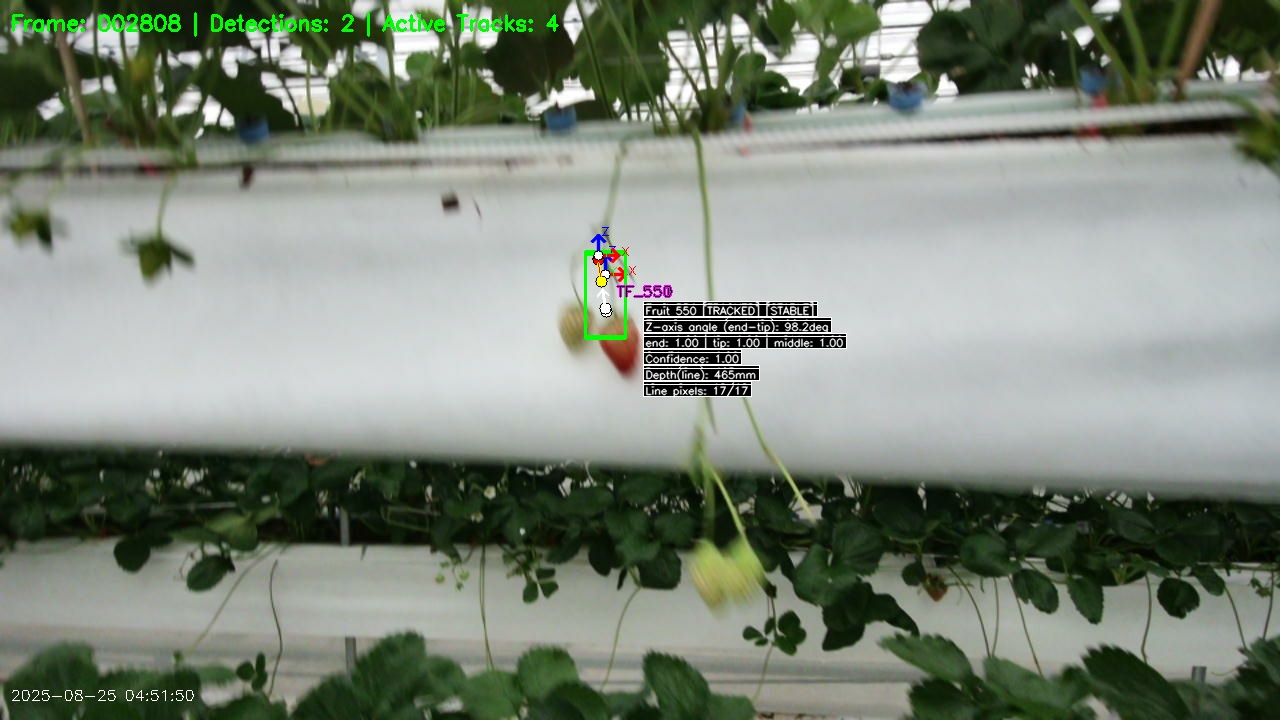 Frame: 002808 | Detections: 2 | Active Tracks: 4
Z
X
X
Fruit 550 [TRACKED] [STABLE]
Z-axis angle (end-tip): 98.2deg
end: 1.00 | tip: 1.00 | middle: 1.00
Confidence: 1.00
Depth(line): 465mm
Line pixels: 17/17
2025-08-25 04:51:50